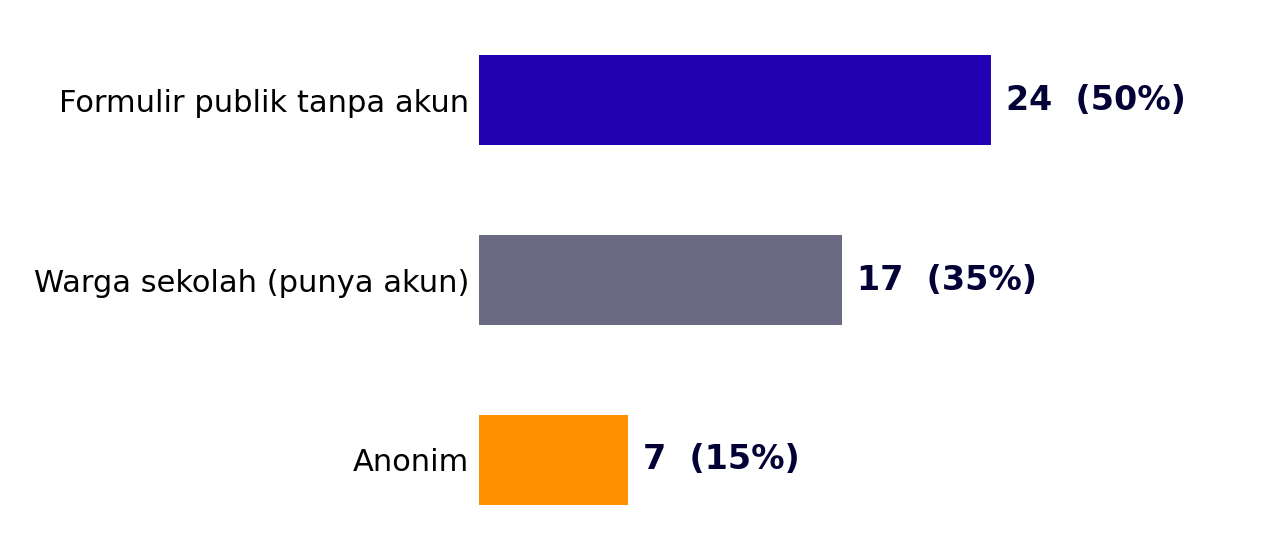 Formulir publik tanpa akun 24 (50%)
Warga sekolah (punya akun) 17 (35%)
Anonim 7 (15%)